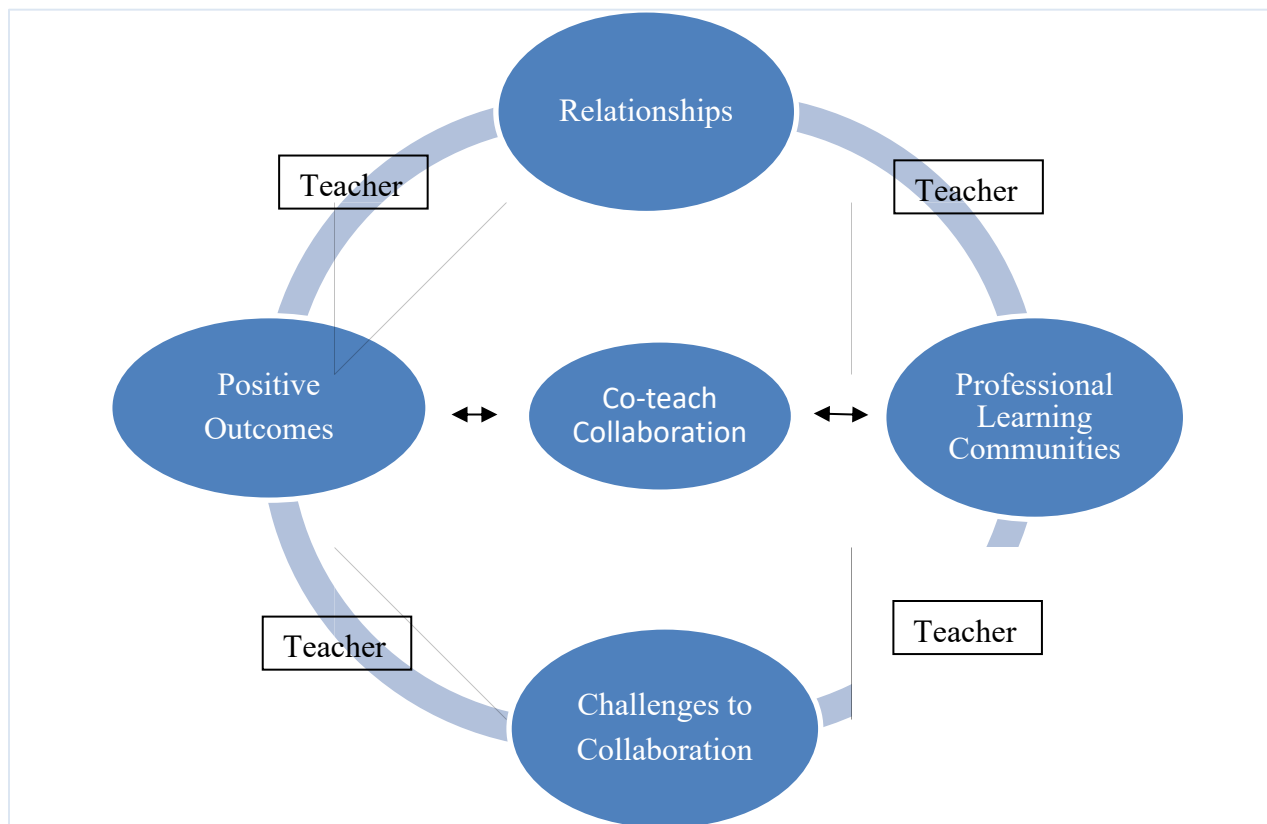 Relationships
Teacher
Teacher
Positive
Outcomes
Co-teach
Collaboration
Professional
Learning
Communities
Teacher
Teacher
Challenges to
Collaboration